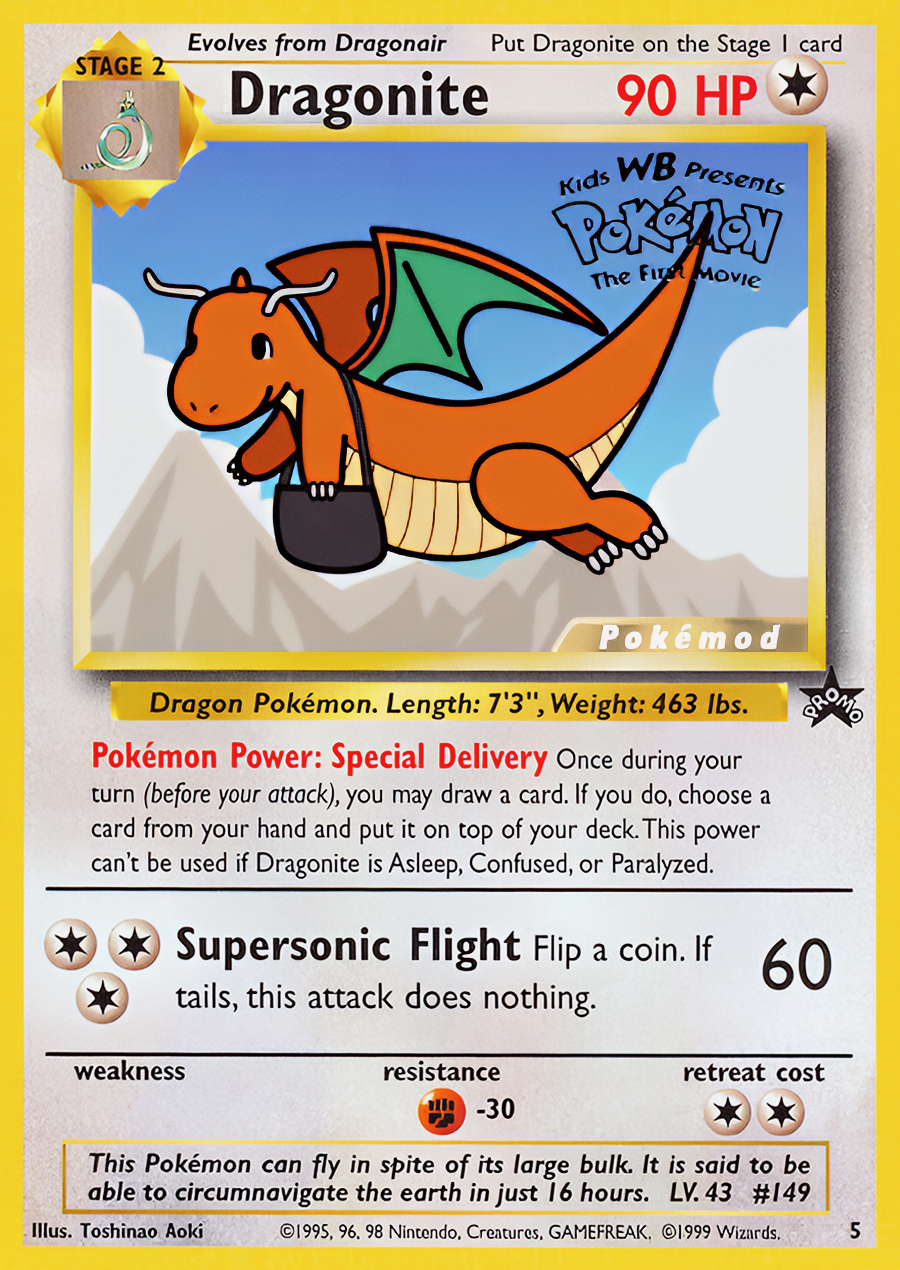 Evolves from Dragonair Put Dragonite on the Stage 1 card
STAGE 2
Dragonite 90 HP
Kids WB Presents
POKéMON
The First Movie
Pokémod
Dragon Pokémon. Length: 7'3", Weight: 463 lbs.
PROMO
Pokémon Power: Special Delivery Once during your
turn (before your attack), you may draw a card. If you do, choose a
card from your hand and put it on top of your deck. This power
can't be used if Dragonite is Asleep, Confused, or Paralyzed.
Supersonic Flight Flip a coin. If
tails, this attack does nothing.
60
weakness resistance retreat cost
-30
This Pokémon can fly in spite of its large bulk. It is said to be
able to circumnavigate the earth in just 16 hours. LV. 43 #149
Illus. Toshinao Aoki ©1995, 96, 98 Nintendo, Creatures, GAMEFREAK. ©1999 Wizards. 5